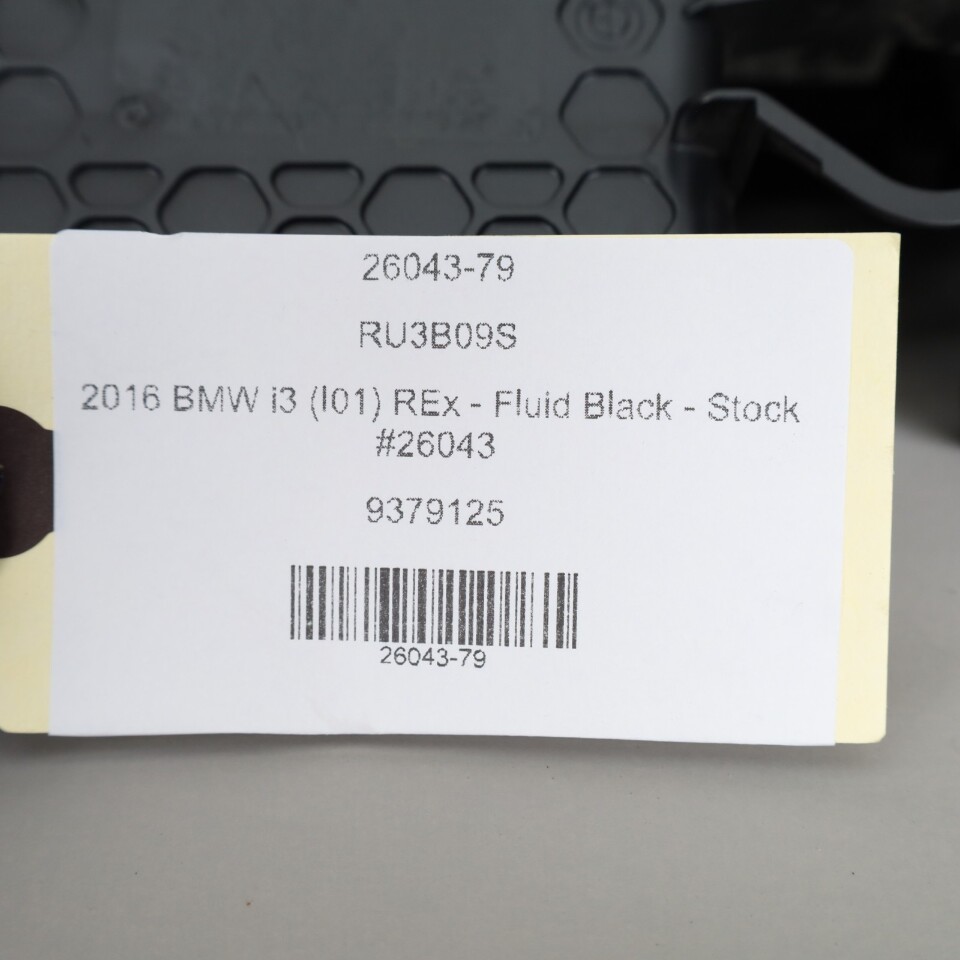 26043-79
RU3B09S
2016 BMW i3 (I01) REx - Fluid Black - Stock
#26043
9379125
26043-79